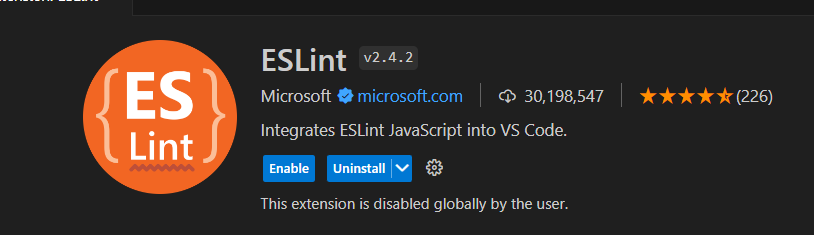 ES
Lint
ESLint v2.4.2
Microsoft microsoft.com 30,198,547 (226)
Integrates ESLint JavaScript into VS Code.
Enable Uninstall
This extension is disabled globally by the user.